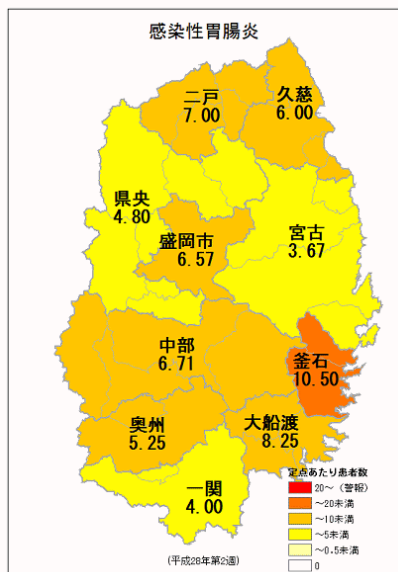 感染性胃腸炎
二戸
7.00
久慈
6.00
県央
4.80
盛岡市
6.57
宮古
3.67
中部
6.71
釜石
10.50
奥州
5.25
大船渡
8.25
一関
4.00
定点あたり患者数
20~ (警報)
~20未満
~10未満
~5未満
~0.5未満
0
(平成28年第2週)